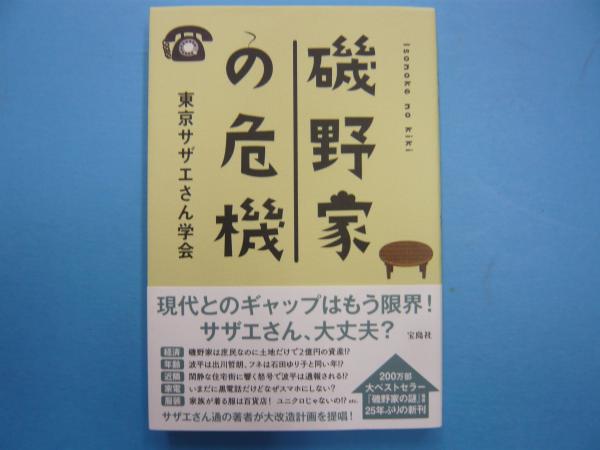 Isonoke no kiki
磯野家
の危機
東京サザエさん学会
現代とのギャップはもう限界!
サザエさん、大丈夫?
宝島社
経済 磯野家は庶民なのに土地だけで2億円の資産!?
年齢 波平は出川哲朗、フネは石田ゆり子と同い年!?
近隣 閑静な住宅街に響く怒号で波平は通報される!?
家電 いまだに黒電話だけどなぜスマホにしない?
服装 家族が着る服は百貨店! ユニクロじゃないの!? etc.
サザエさん通の著者が大改造計画を提唱!
200万部
大ベストセラー
「磯野家の謎」
25年ぶりの新刊